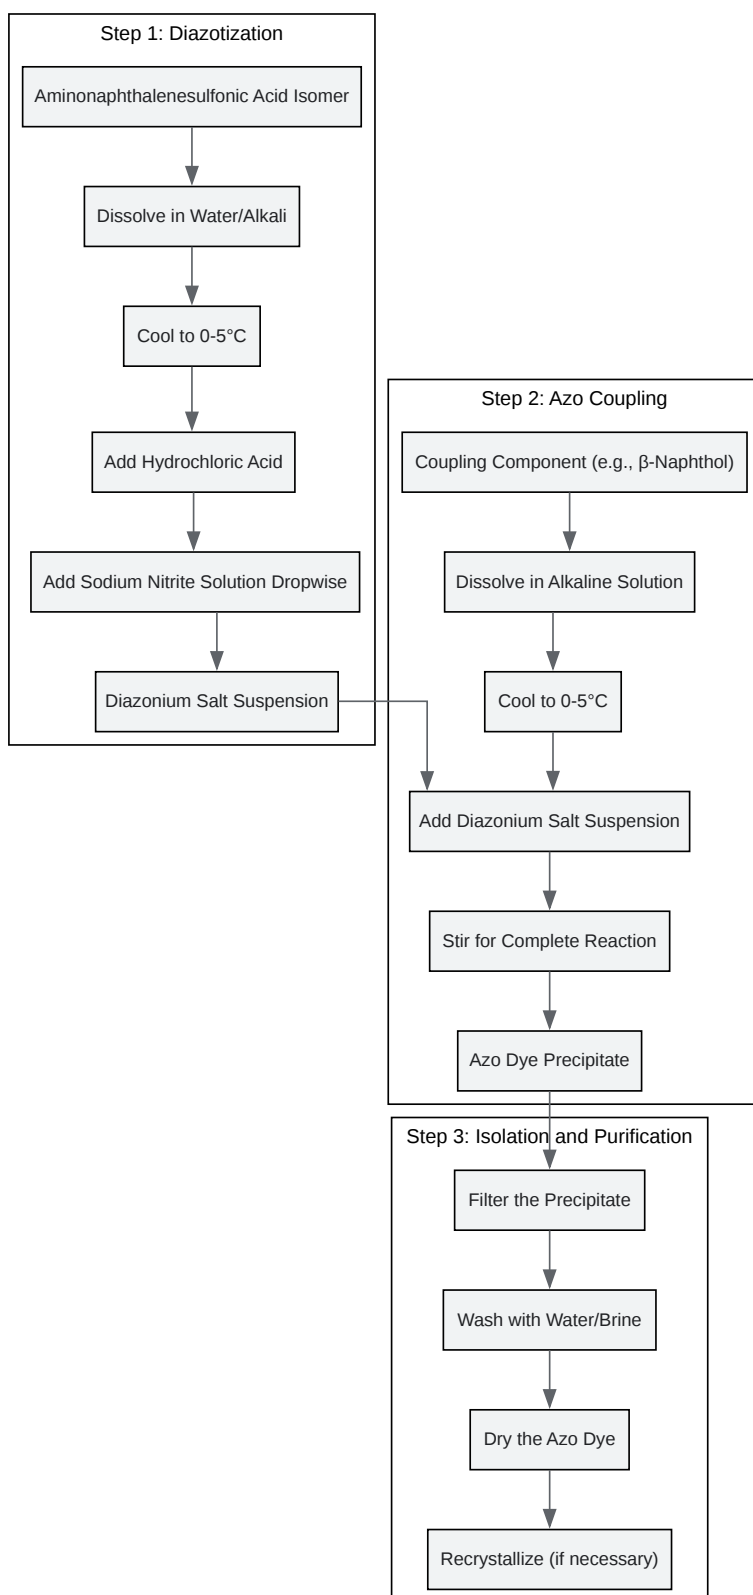 Step 1: Diazotization
Aminonaphthalenesulfonic Acid Isomer
Dissolve in Water/Alkali
Cool to 0-5°C
Add Hydrochloric Acid
Add Sodium Nitrite Solution Dropwise
Diazonium Salt Suspension
Step 2: Azo Coupling
Coupling Component (e.g., β-Naphthol)
Dissolve in Alkaline Solution
Cool to 0-5°C
Add Diazonium Salt Suspension
Stir for Complete Reaction
Azo Dye Precipitate
Step 3: Isolation and Purification
Filter the Precipitate
Wash with Water/Brine
Dry the Azo Dye
Recrystallize (if necessary)